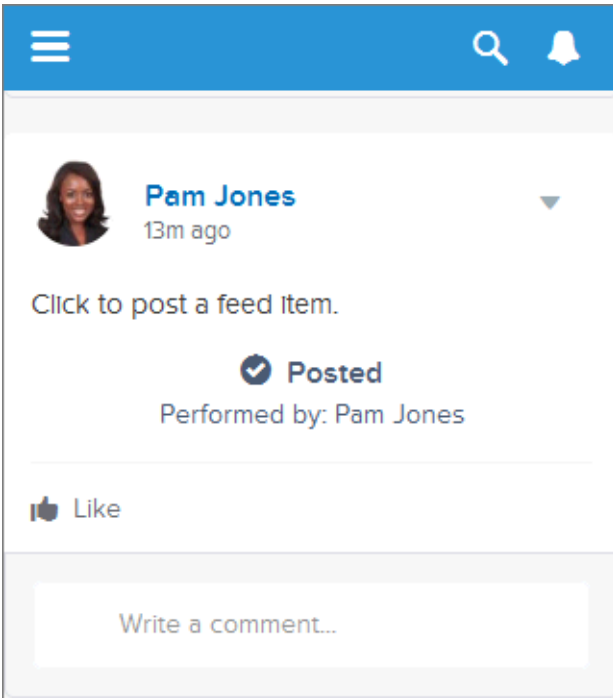 Pam Jones
13m ago
Click to post a feed item.
Posted
Performed by: Pam Jones
Like
Write a comment...